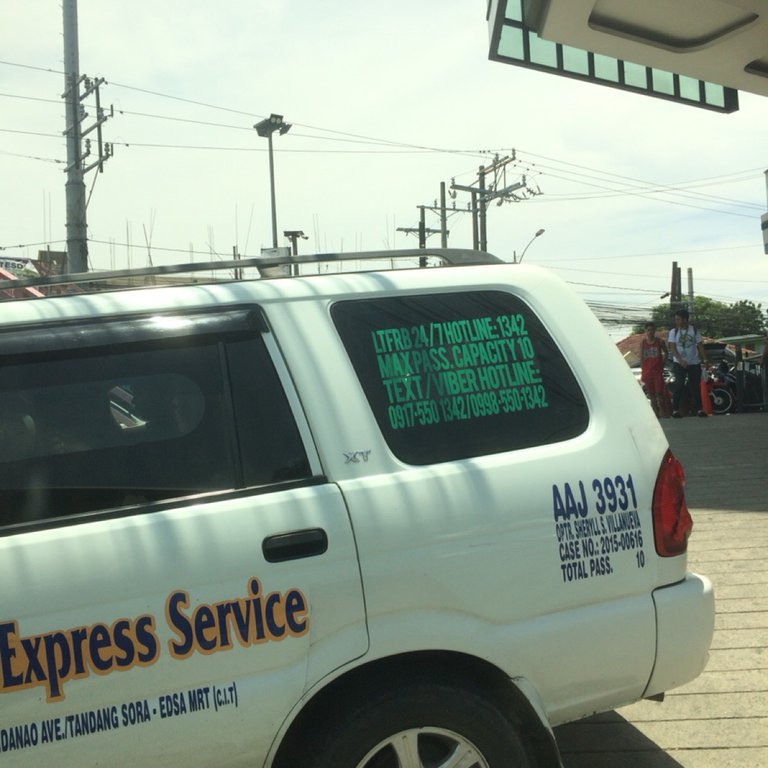 LTFRB 24/7 HOTLINE: 1342
MAX PASS. CAPACITY 10
TEXT/VIBER HOTLINE:
0917-550 1342/0998-550-1342
XT
AAJ 3931
OPTR. SHERYLL S. VILLANUEVA
CASE NO.: 2015-00616
TOTAL PASS. 10
Express Service
DANAO AVE./TANDANG SORA - EDSA MRT (C.I.T)